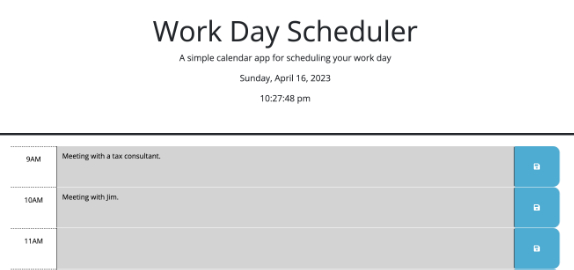 Work Day Scheduler
A simple calendar app for scheduling your work day
Sunday, April 16, 2023
10:27:48 pm
9AM
Meeting with a tax consultant.
10AM
Meeting with Jim.
11AM